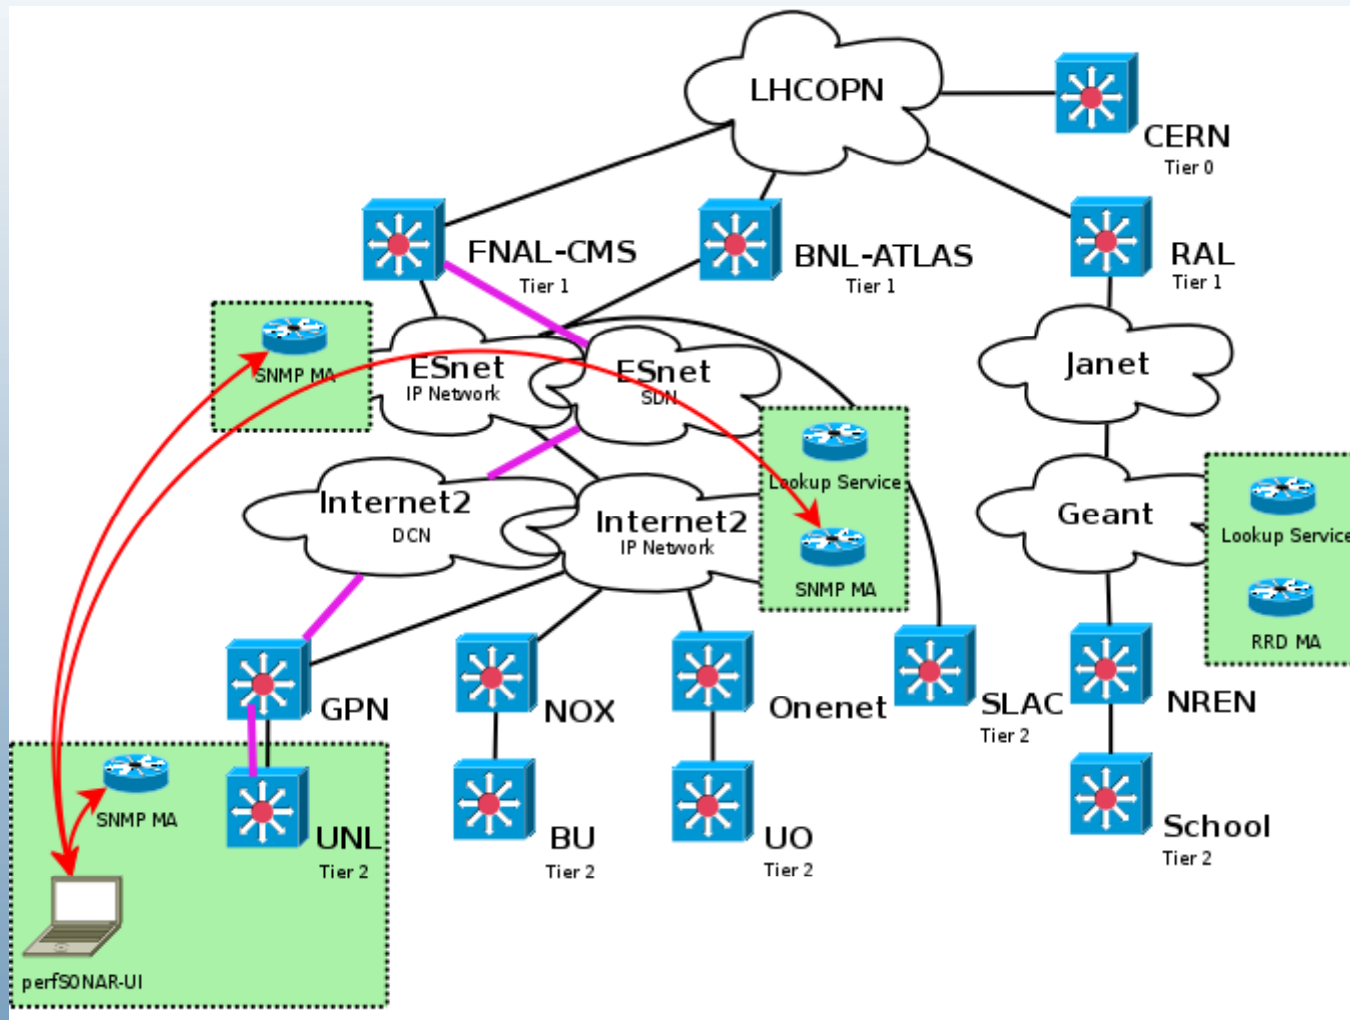 LHCOPN
CERN
Tier 0
FNAL-CMS
Tier 1
BNL-ATLAS
Tier 1
RAL
Tier 1
SNMP MA
ESnet
IP Network
ESnet
SDN
Janet
Lookup Service
SNMP MA
Internet2
DCN
Internet2
IP Network
Geant
Lookup Service
RRD MA
GPN
NOX
Onenet
SLAC
Tier 2
NREN
SNMP MA
UNL
Tier 2
BU
Tier 2
UO
Tier 2
School
Tier 2
perfSONAR-UI